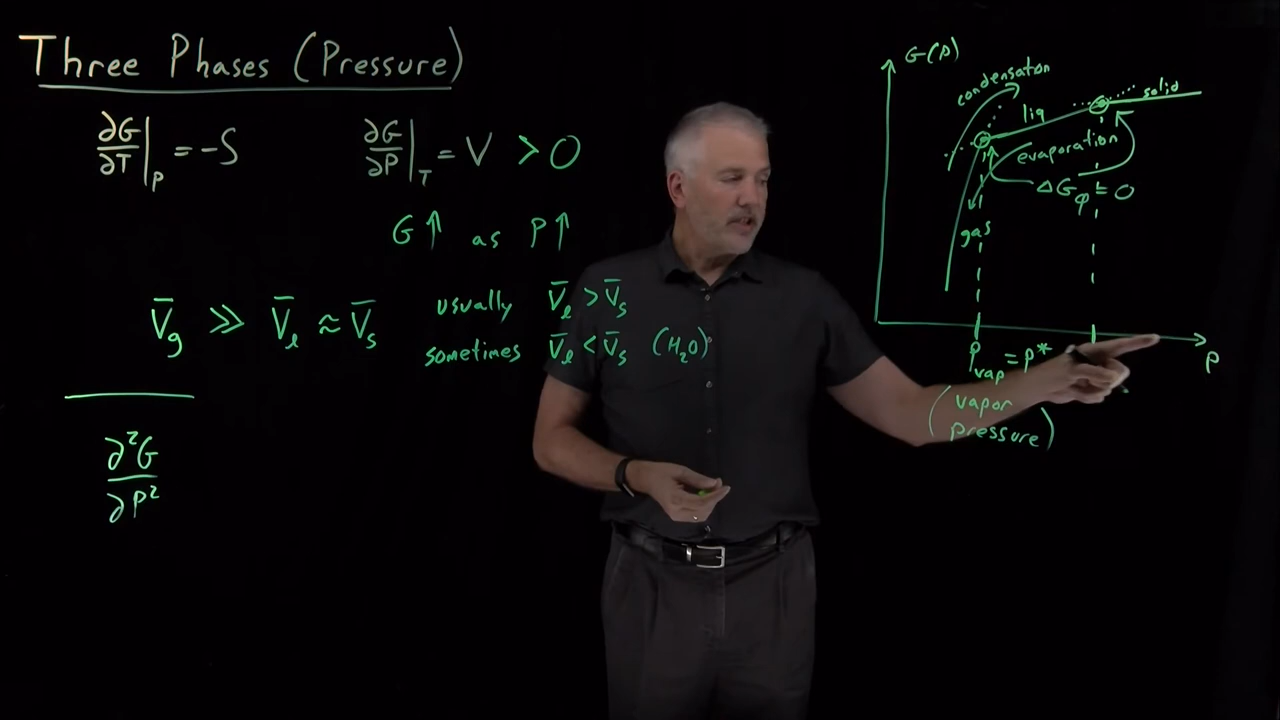 Three Phases (Pressure)
∂G/∂T|P = -S
∂G/∂P|T = V > 0
G↑ as P↑
V̄g ≫ V̄ℓ ≈ V̄s
usually V̄ℓ > V̄s
sometimes V̄ℓ < V̄s (H₂O)
∂²G/∂P²
G(P)
condensation
liq
solid
evaporation
ΔGφ = 0
gas
Pvap = P*
P
(vapor
pressure)